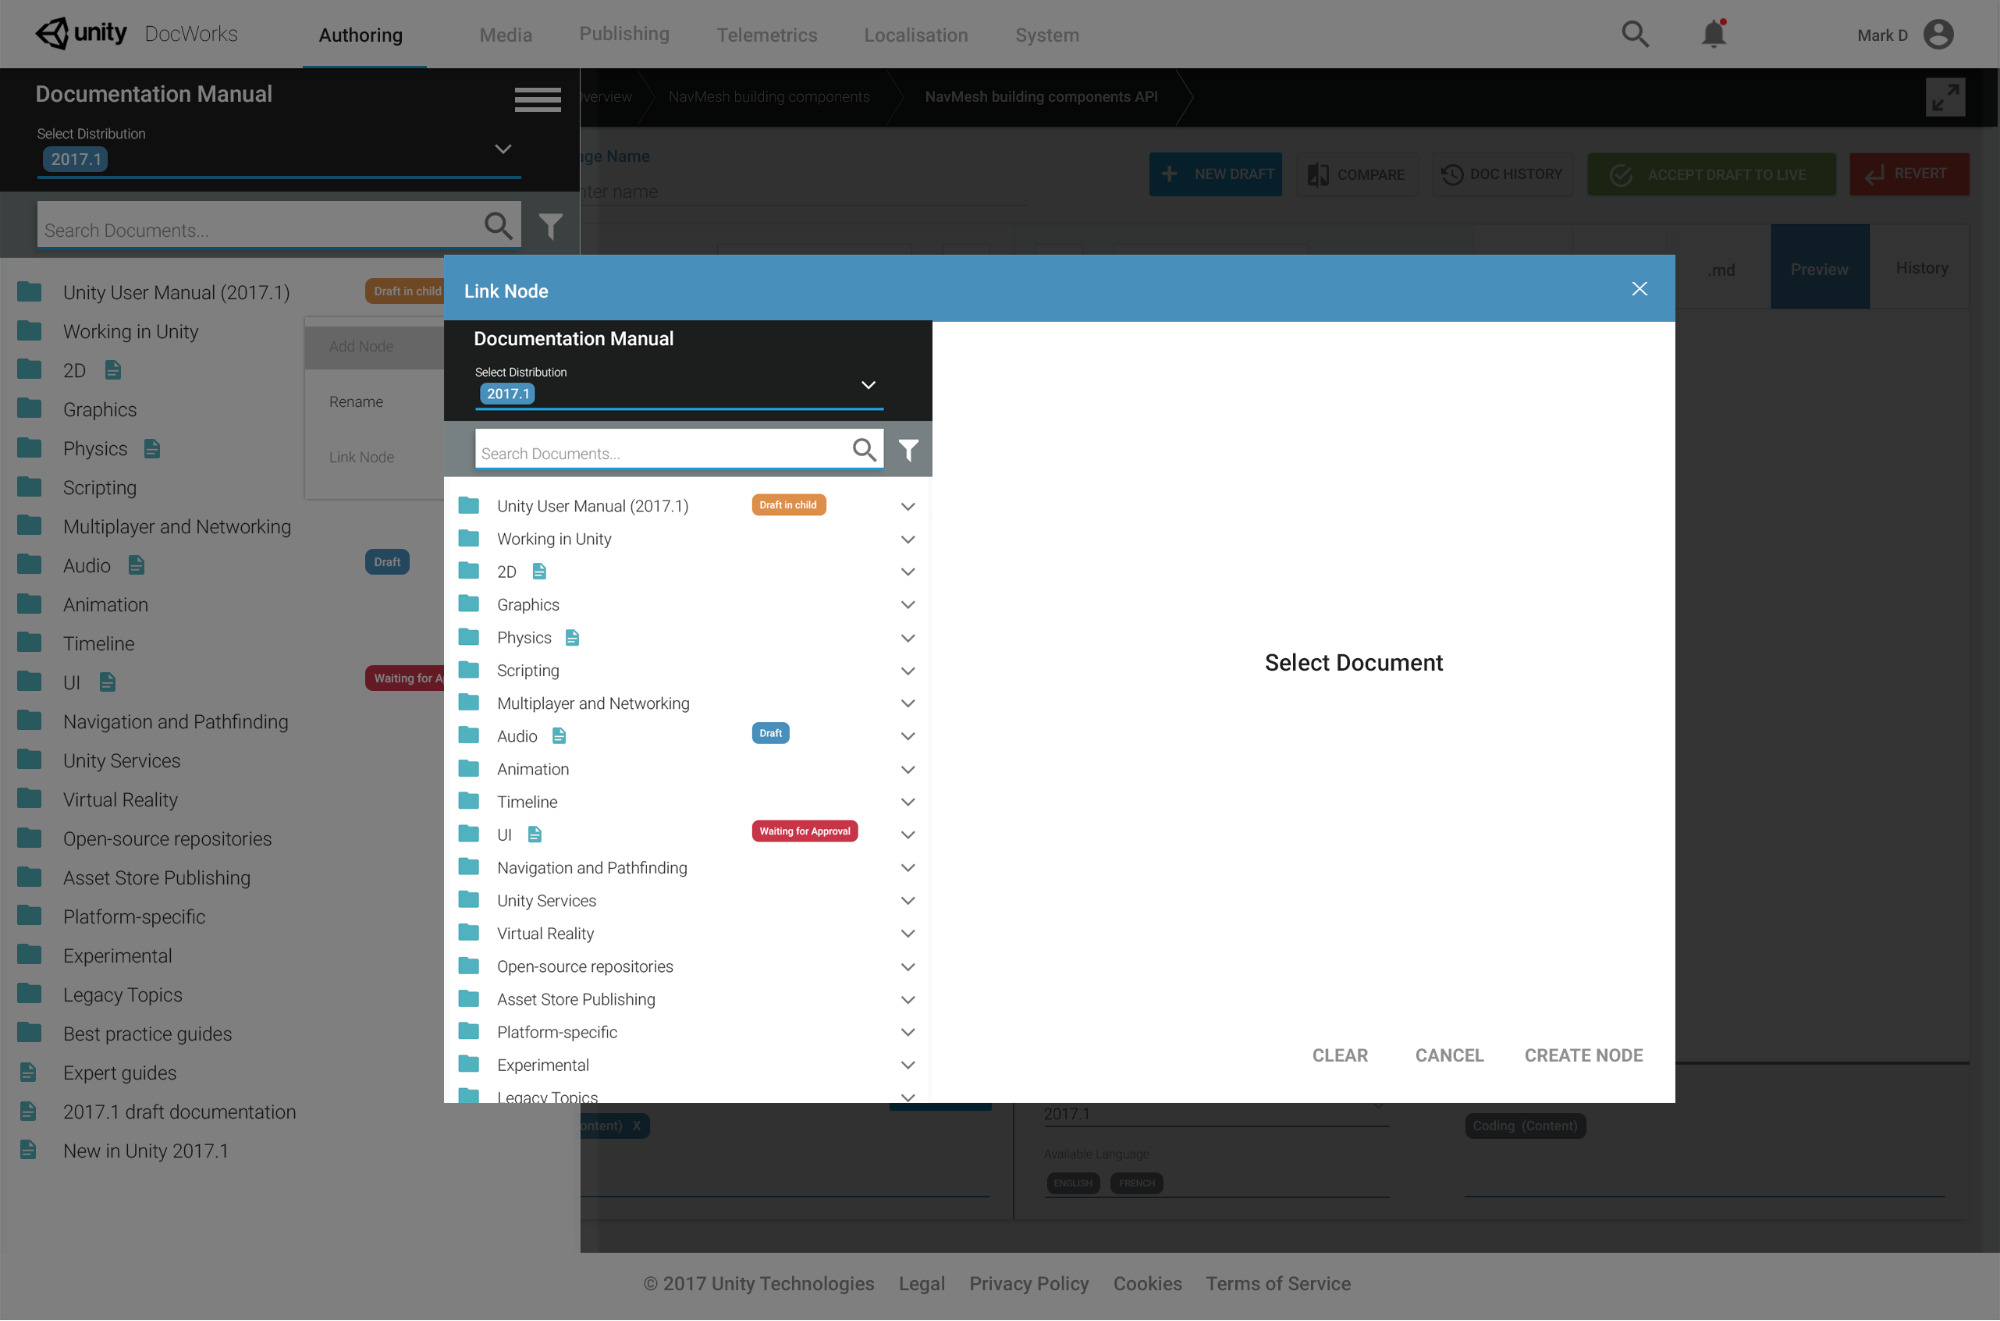 unity DocWorks
Authoring
Media
Publishing
Telemetrics
Localisation
System
Mark D
Documentation Manual
Select Distribution
2017.1
Search Documents...
NavMesh building components
NavMesh building components API
Name
name
NEW DRAFT
COMPARE
DOC HISTORY
ACCEPT DRAFT TO LIVE
REVERT
.md
Preview
History
Unity User Manual (2017.1)
Draft in child
Working in Unity
2D
Graphics
Physics
Scripting
Multiplayer and Networking
Audio
Draft
Animation
Timeline
UI
Waiting for
Navigation and Pathfinding
Unity Services
Virtual Reality
Open-source repositories
Asset Store Publishing
Platform-specific
Experimental
Legacy Topics
Best practice guides
Expert guides
2017.1 draft documentation
New in Unity 2017.1
Add Node
Rename
Link Node
Link Node
Documentation Manual
Select Distribution
2017.1
Search Documents...
Unity User Manual (2017.1)
Draft in child
Working in Unity
2D
Graphics
Physics
Scripting
Multiplayer and Networking
Audio
Draft
Animation
Timeline
UI
Waiting for Approval
Navigation and Pathfinding
Unity Services
Virtual Reality
Open-source repositories
Asset Store Publishing
Platform-specific
Experimental
Legacy Topics
Select Document
CLEAR
CANCEL
CREATE NODE
X
2017.1
Available Language
ENGLISH
FRENCH
Coding (Content)
© 2017 Unity Technologies
Legal
Privacy Policy
Cookies
Terms of Service